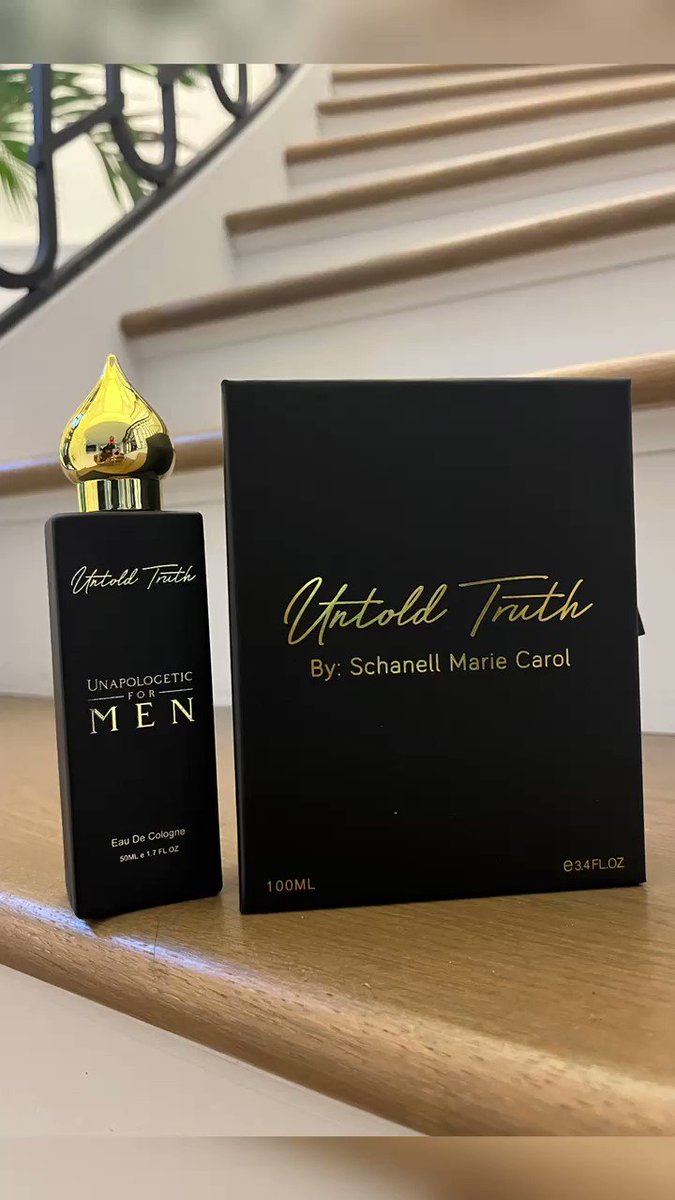 Untold Truth
UNAPOLOGETIC
FOR
MEN
Eau De Cologne
50ML e 1.7 FL OZ
Untold Truth
By: Schanell Marie Carol
100ML
e3.4FL.OZ